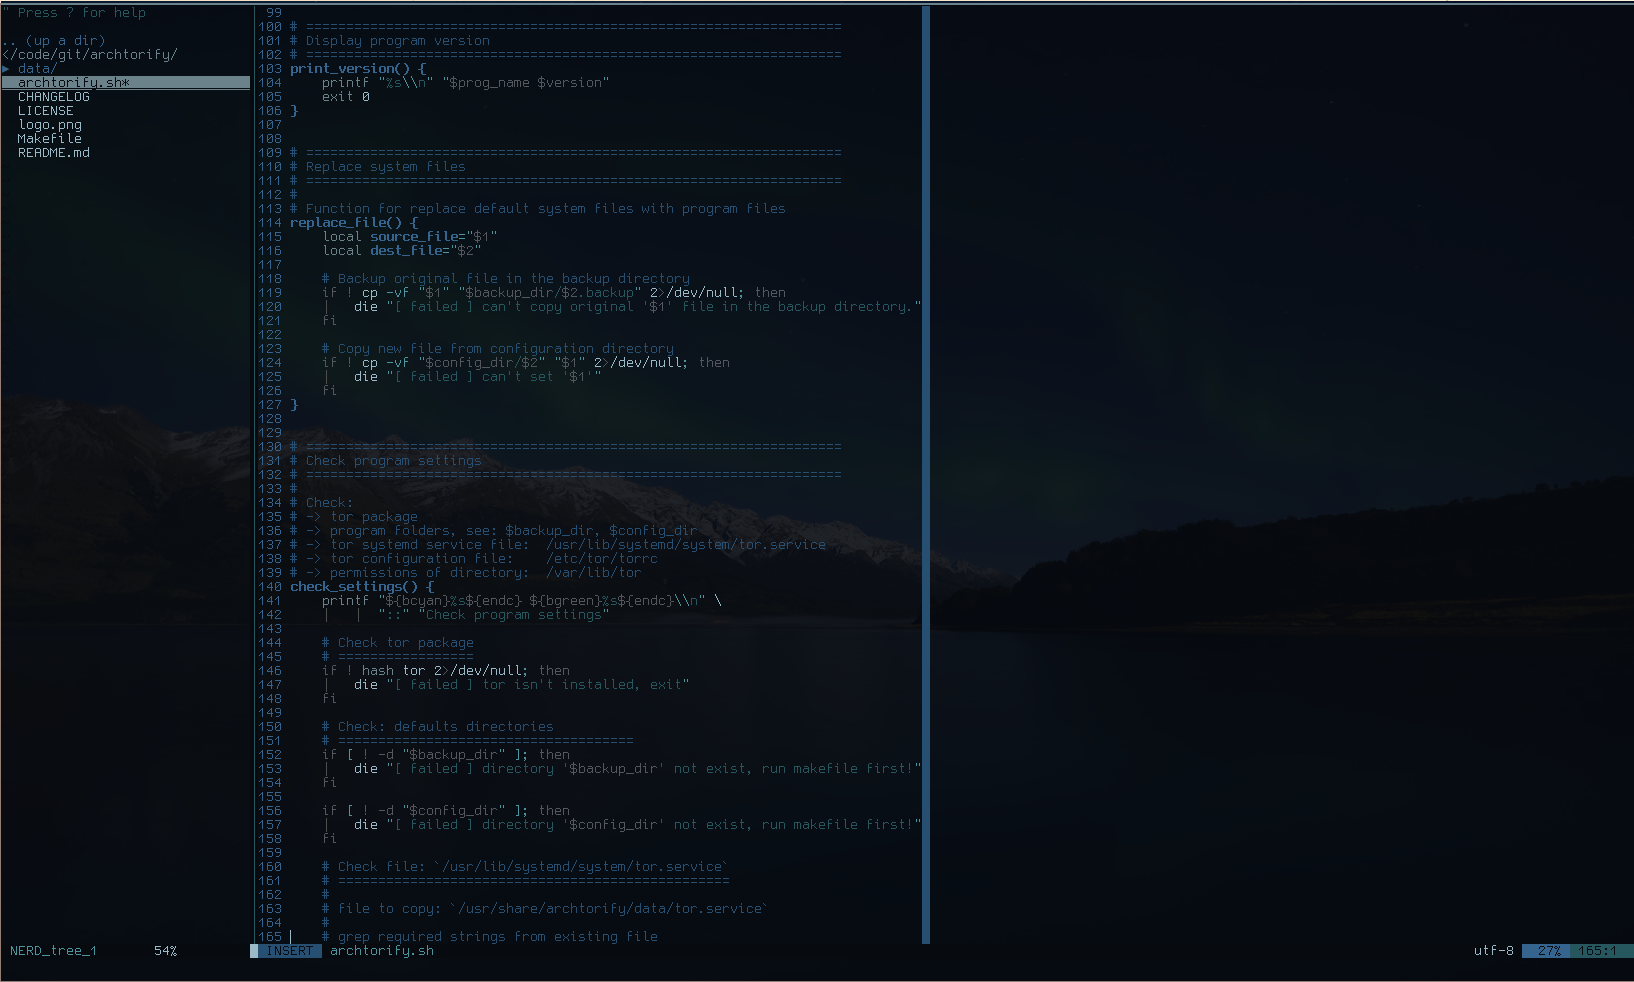 " Press ? for help
.. (up a dir)
</code/git/archtorify/
▸ data/
archtorify.sh*
CHANGELOG
LICENSE
logo.png
Makefile
README.md
99
100 # ===================================================================
101 # Display program version
102 # ===================================================================
103 print_version() {
104     printf "%s\\n" "$prog_name $version"
105     exit 0
106 }
107
108
109 # ===================================================================
110 # Replace system files
111 # ===================================================================
112 #
113 # Function for replace default system files with program files
114 replace_file() {
115     local source_file="$1"
116     local dest_file="$2"
117
118     # Backup original file in the backup directory
119     if ! cp -vf "$1" "$backup_dir/$2.backup" 2>/dev/null; then
120     |   die "[ failed ] can't copy original '$1' file in the backup directory."
121     fi
122
123     # Copy new file from configuration directory
124     if ! cp -vf "$config_dir/$2" "$1" 2>/dev/null; then
125     |   die "[ failed ] can't set '$1'"
126     fi
127 }
128
129
130 # ===================================================================
131 # Check program settings
132 # ===================================================================
133 #
134 # Check:
135 # -> tor package
136 # -> program folders, see: $backup_dir, $config_dir
137 # -> tor systemd service file:  /usr/lib/systemd/system/tor.service
138 # -> tor configuration file:    /etc/tor/torrc
139 # -> permissions of directory:  /var/lib/tor
140 check_settings() {
141     printf "${bcyan}%s${endc} ${bgreen}%s${endc}\\n" \
142     |   |  "::" "Check program settings"
143
144     # Check tor package
145     # =================
146     if ! hash tor 2>/dev/null; then
147     |   die "[ failed ] tor isn't installed, exit"
148     fi
149
150     # Check: defaults directories
151     # =====================================
152     if [ ! -d "$backup_dir" ]; then
153     |   die "[ failed ] directory '$backup_dir' not exist, run makefile first!"
154     fi
155
156     if [ ! -d "$config_dir" ]; then
157     |   die "[ failed ] directory '$config_dir' not exist, run makefile first!"
158     fi
159
160     # Check file: `/usr/lib/systemd/system/tor.service`
161     # =================================================
162     #
163     # file to copy: `/usr/share/archtorify/data/tor.service`
164     #
165     # grep required strings from existing file
NERD_tree_1 54% INSERT archtorify.sh utf-8 27% 165:1